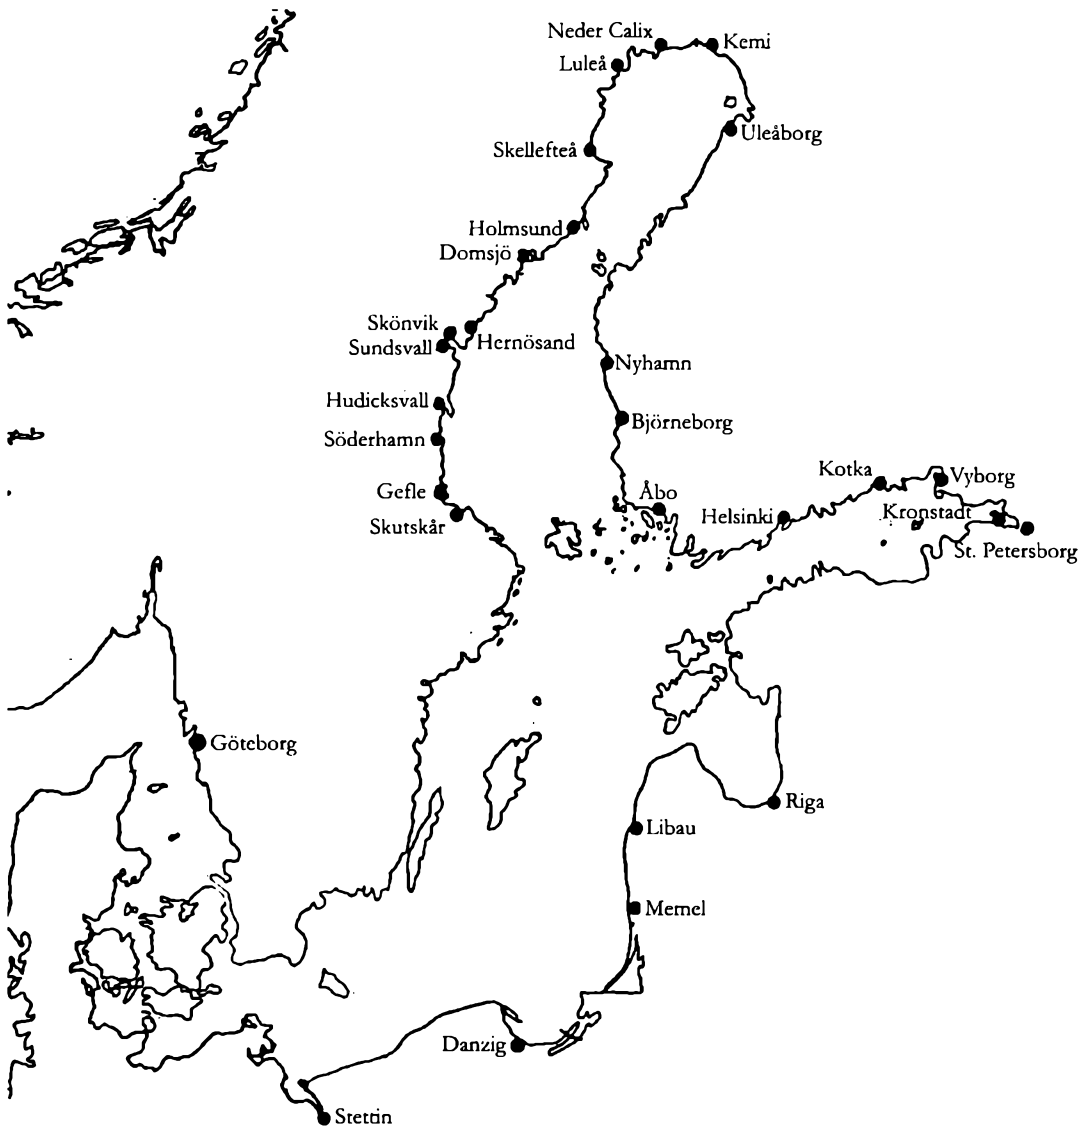 Neder Calix
Kemi
Luleå
Uleåborg
Skellefteå
Holmsund
Domsjö
Skönvik
Hernösand
Sundsvall
Nyhamn
Hudicksvall
Björneborg
Söderhamn
Kotka
Vyborg
Gefle
Åbo
Helsinki
Kronstadt
Skutskår
St. Petersborg
Göteborg
Riga
Libau
Memel
Danzig
Stettin